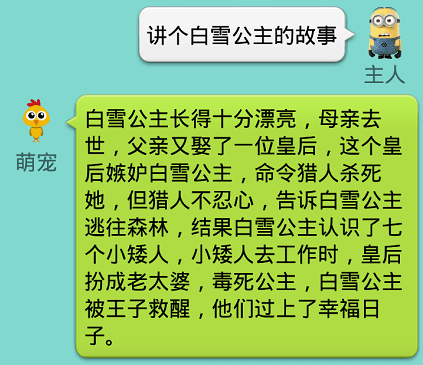 讲个白雪公主的故事
主人
萌宠
白雪公主长得十分漂亮，母亲去
世，父亲又娶了一位皇后，这个皇
后嫉妒白雪公主，命令猎人杀死
她，但猎人不忍心，告诉白雪公主
逃往森林，结果白雪公主认识了七
个小矮人，小矮人去工作时，皇后
扮成老太婆，毒死公主，白雪公主
被王子救醒，他们过上了幸福日
子。